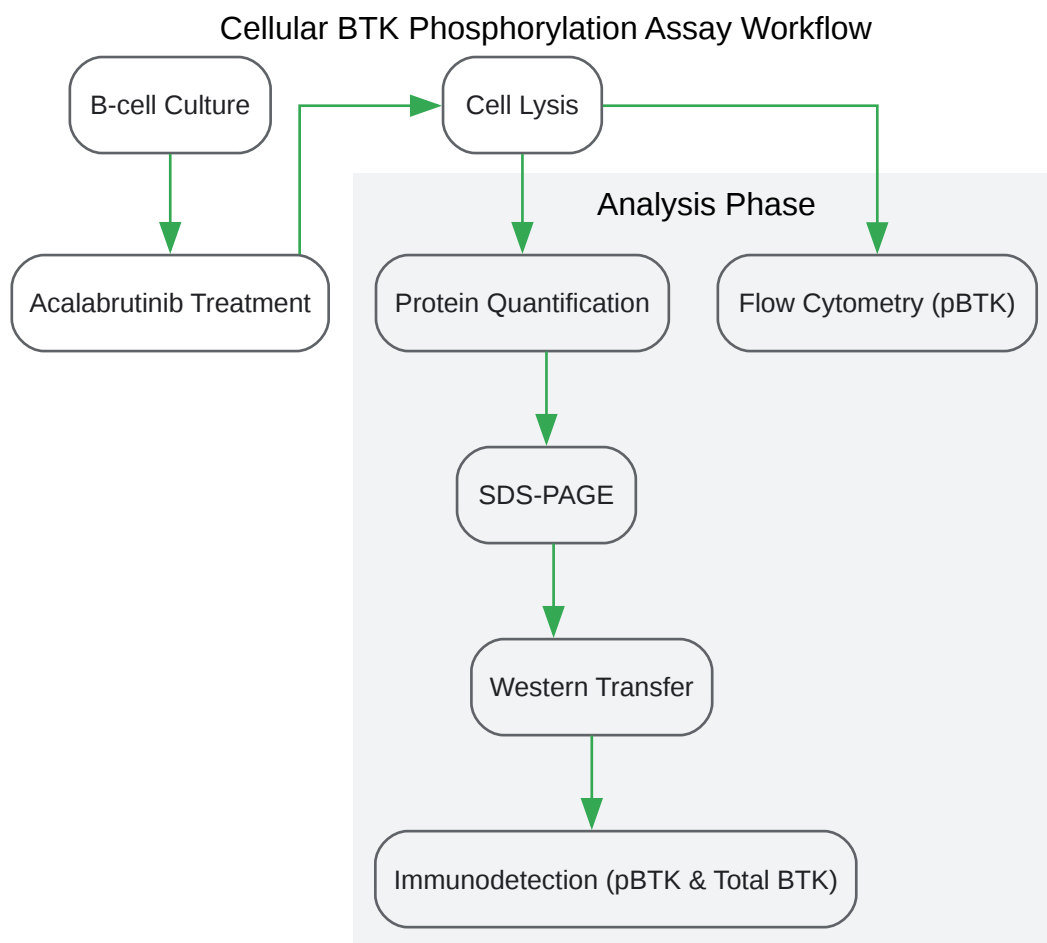 Cellular BTK Phosphorylation Assay Workflow
B-cell Culture
Cell Lysis
Analysis Phase
Acalabrutinib Treatment
Protein Quantification
Flow Cytometry (pBTK)
SDS-PAGE
Western Transfer
Immunodetection (pBTK & Total BTK)